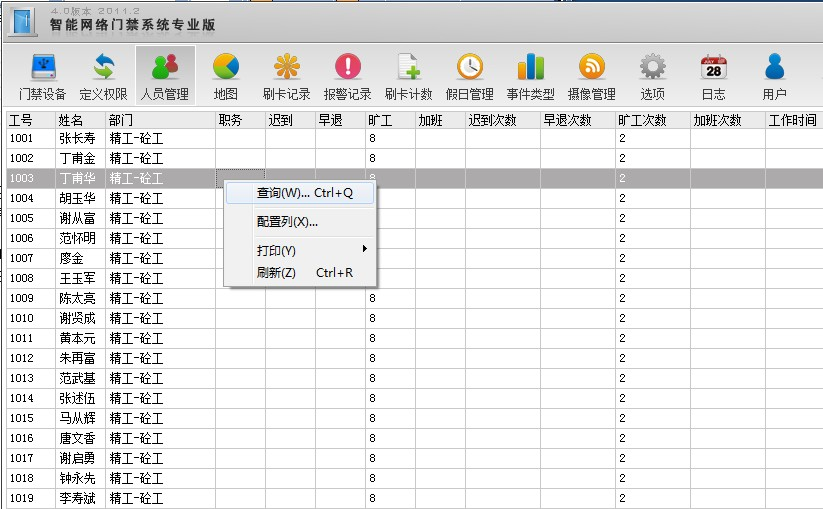 4.0版本 2011.2
智能网络门禁系统专业版
门禁设备 定义权限 人员管理 地图 刷卡记录 报警记录 刷卡计数 假日管理 事件类型 摄像管理 选项 日志 用户
工号 姓名 部门 职务 迟到 早退 旷工 加班 迟到次数 早退次数 旷工次数 加班次数 工作时间
1001 张长寿 精工-砼工 8 2
1002 丁甫金 精工-砼工 8 2
1003 丁甫华 精工-砼工 8 2
查询(W)... Ctrl+Q
1004 胡玉华 精工-砼工 2
1005 谢从富 精工-砼工 2
配置列(X)...
1006 范怀明 精工-砼工 2
打印(Y)
1007 廖金 精工-砼工 2
刷新(Z) Ctrl+R
1008 王玉军 精工-砼工 2
1009 陈太亮 精工-砼工 8 2
1010 谢贤成 精工-砼工 8 2
1011 黄本元 精工-砼工 8 2
1012 朱再富 精工-砼工 8 2
1013 范武基 精工-砼工 8 2
1014 张述伍 精工-砼工 8 2
1015 马从辉 精工-砼工 8 2
1016 唐文香 精工-砼工 8 2
1017 谢启勇 精工-砼工 8 2
1018 钟永先 精工-砼工 8 2
1019 李寿斌 精工-砼工 8 2